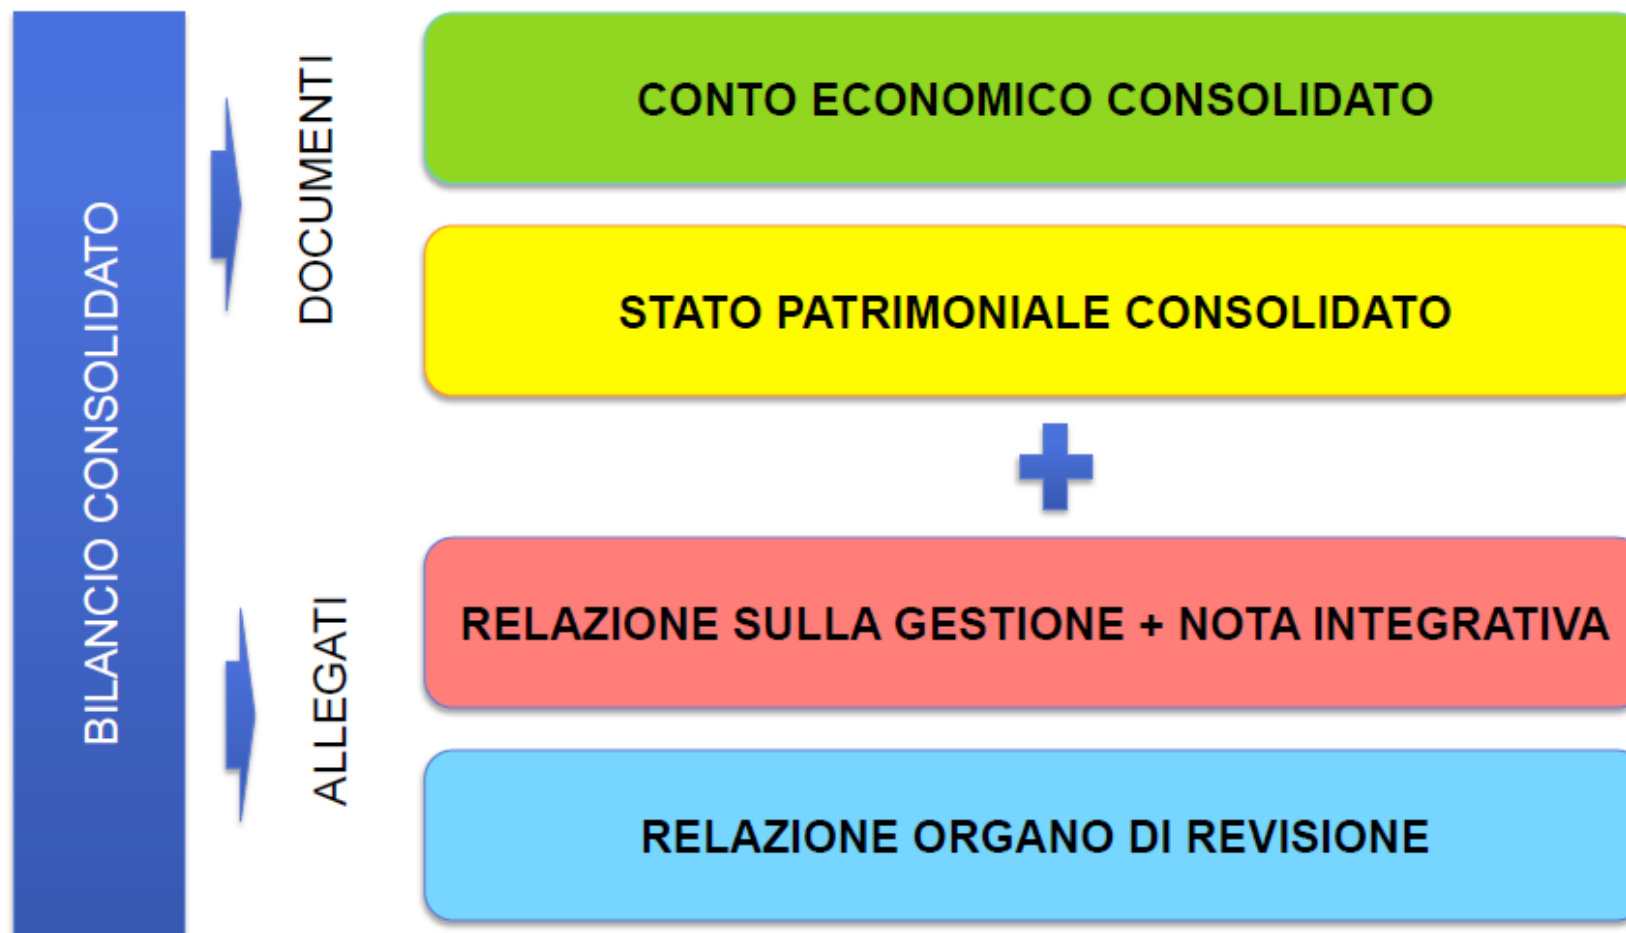 BILANCIO CONSOLIDATO
DOCUMENTI
CONTO ECONOMICO CONSOLIDATO
STATO PATRIMONIALE CONSOLIDATO
ALLEGATI
RELAZIONE SULLA GESTIONE + NOTA INTEGRATIVA
RELAZIONE ORGANO DI REVISIONE